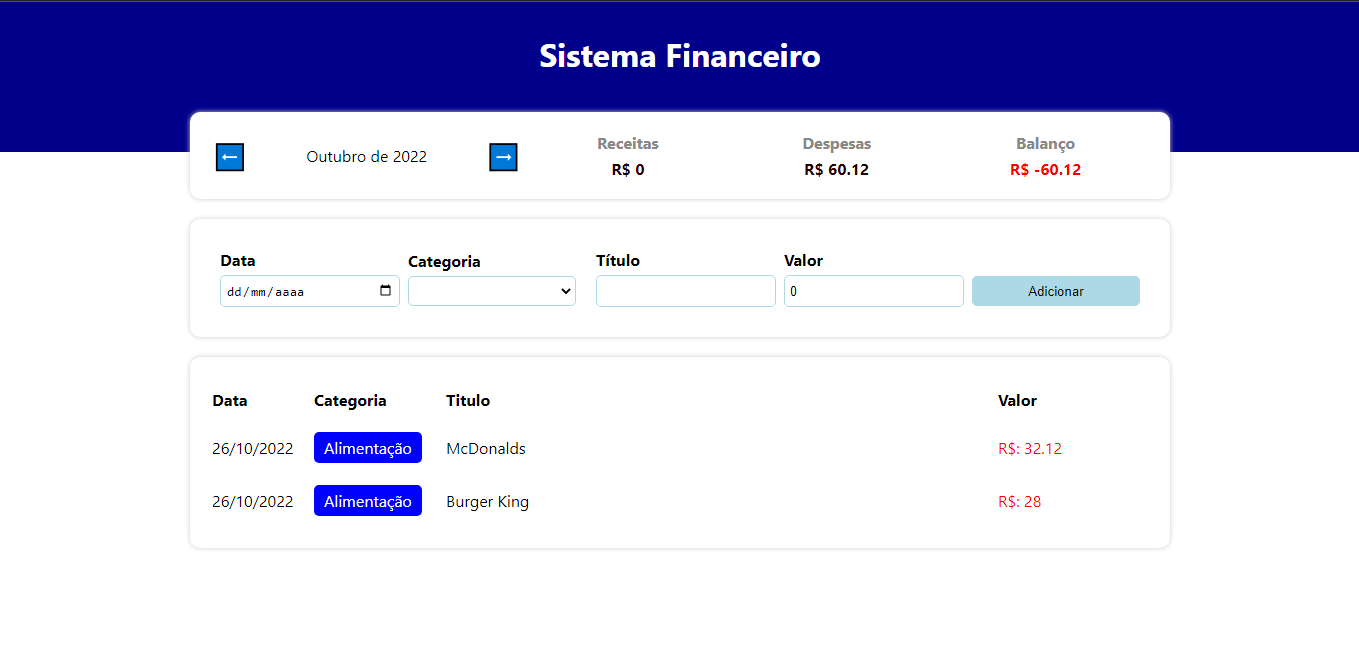 Sistema Financeiro
← Outubro de 2022 →
Receitas Despesas Balanço
R$ 0 R$ 60.12 R$ -60.12
Data Categoria Título Valor
dd/mm/aaaa 0 Adicionar
Data Categoria Titulo Valor
26/10/2022 Alimentação McDonalds R$: 32.12
26/10/2022 Alimentação Burger King R$: 28